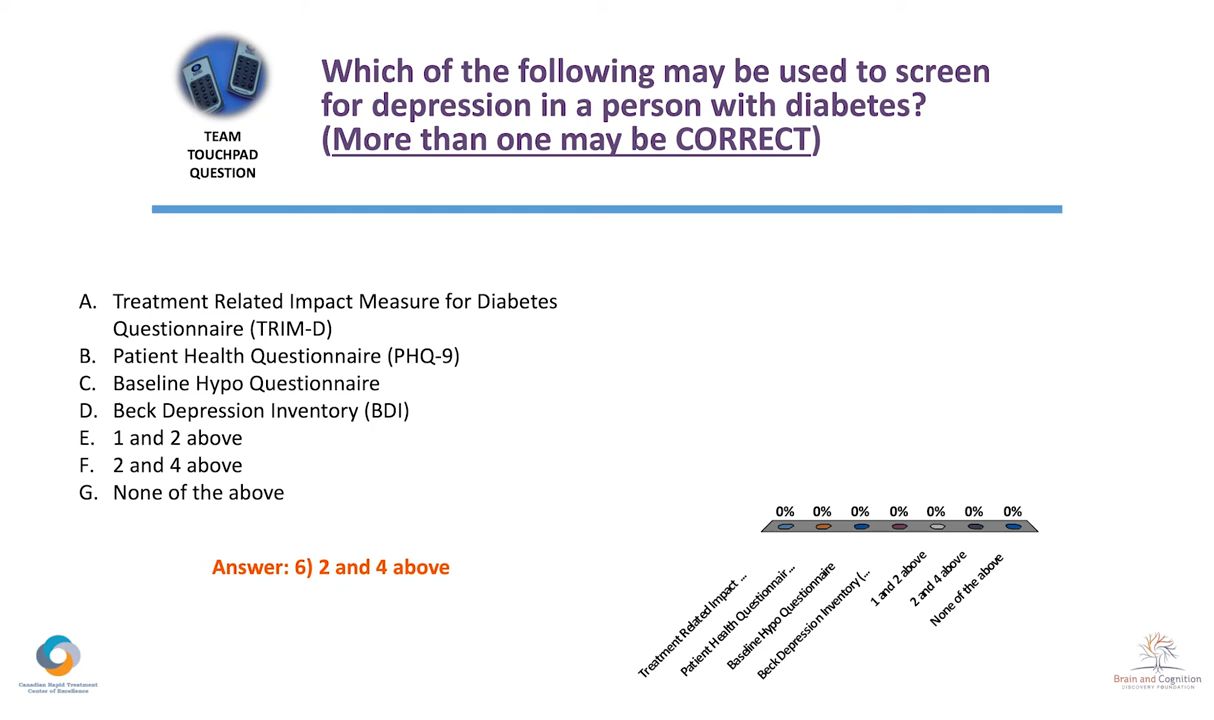 Which of the following may be used to screen
for depression in a person with diabetes?
(More than one may be CORRECT)
TEAM
TOUCHPAD
QUESTION
A. Treatment Related Impact Measure for Diabetes
Questionnaire (TRIM-D)
B. Patient Health Questionnaire (PHQ-9)
C. Baseline Hypo Questionnaire
D. Beck Depression Inventory (BDI)
E. 1 and 2 above
F. 2 and 4 above
G. None of the above
Answer: 6) 2 and 4 above
0% 0% 0% 0% 0% 0% 0%
Treatment Related Impact ...
Patient Health Questionnair...
Baseline Hypo Questionnaire
Beck Depression Inventory (...
1 and 2 above
2 and 4 above
None of the above
Canadian Rapid Treatment
Center of Excellence
Brain and Cognition
DISCOVERY FOUNDATION